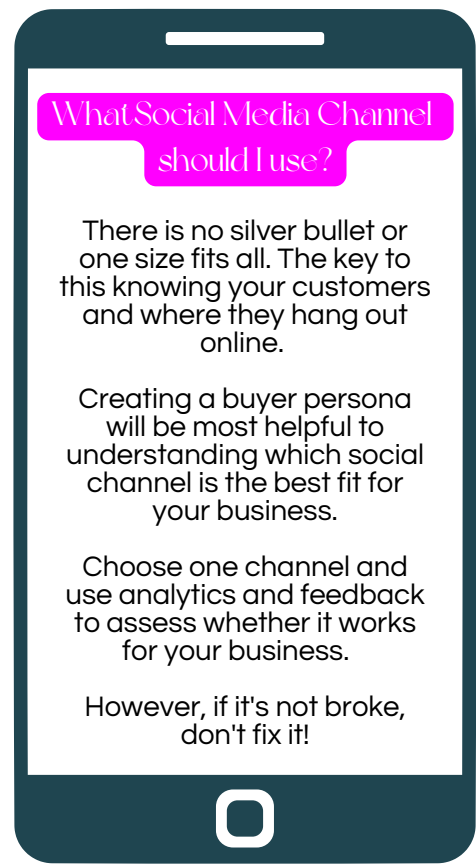 What Social Media Channel
should I use?
There is no silver bullet or
one size fits all. The key to
this knowing your customers
and where they hang out
online.
Creating a buyer persona
will be most helpful to
understanding which social
channel is the best fit for
your business.
Choose one channel and
use analytics and feedback
to assess whether it works
for your business.
However, if it's not broke,
don't fix it!